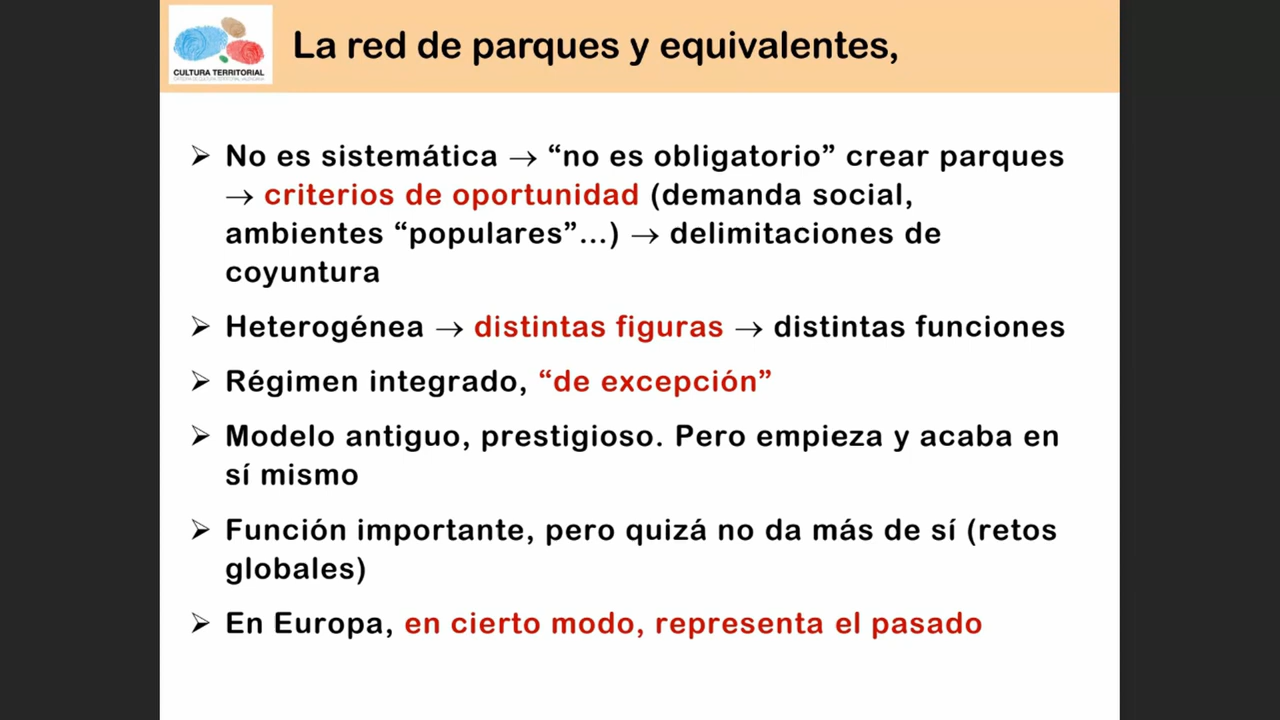 La red de parques y equivalentes,
CULTURA TERRITORIAL
➢ No es sistemática → “no es obligatorio” crear parques
→ criterios de oportunidad (demanda social,
ambientes “populares”...) → delimitaciones de
coyuntura
➢ Heterogénea → distintas figuras → distintas funciones
➢ Régimen integrado, “de excepción”
➢ Modelo antiguo, prestigioso. Pero empieza y acaba en
sí mismo
➢ Función importante, pero quizá no da más de sí (retos
globales)
➢ En Europa, en cierto modo, representa el pasado